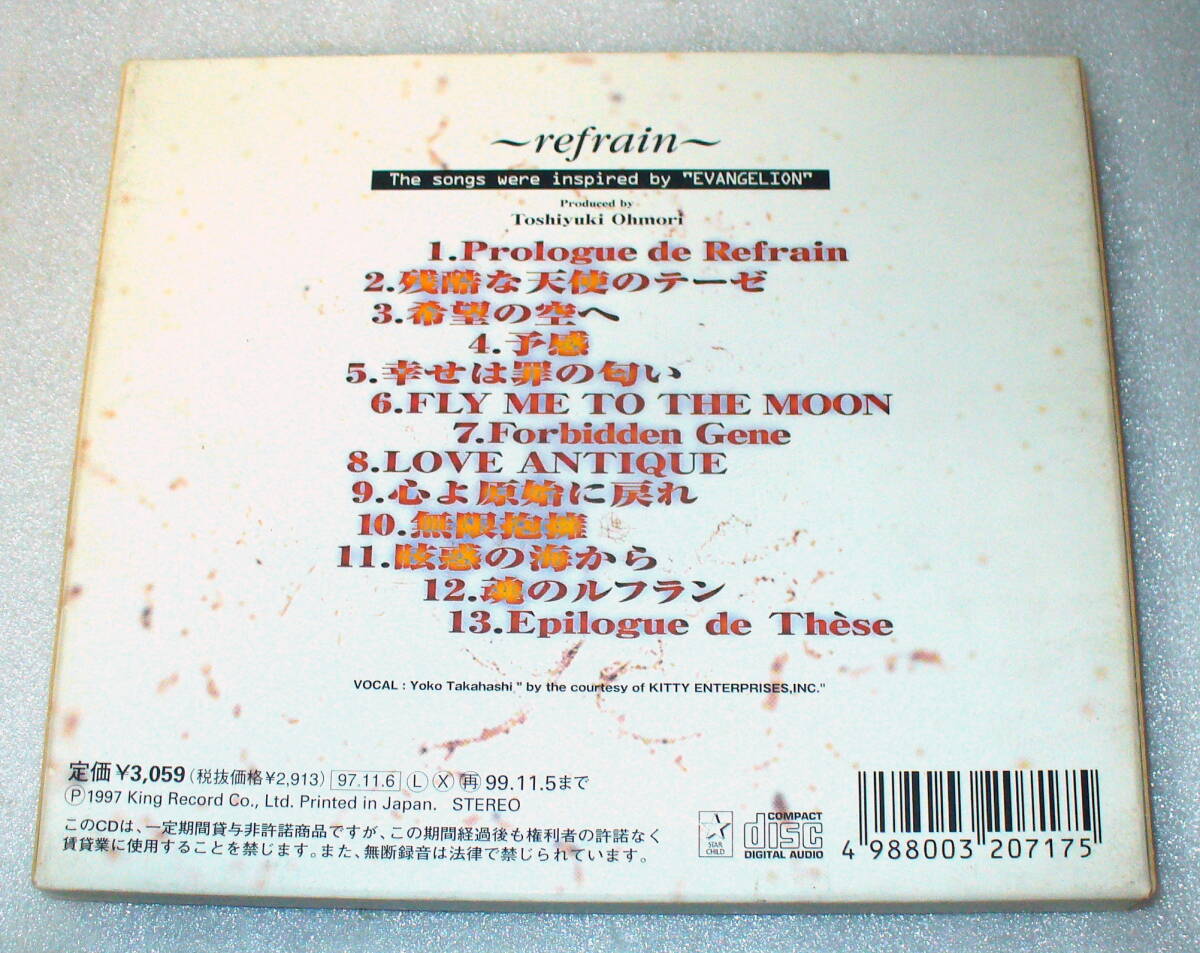 ～refrain～
The songs were inspired by "EVANGELION"
Produced by
Toshiyuki Ohmori
1.Prologue de Refrain
2.残酷な天使のテーゼ
3.希望の空へ
4.予感
5.幸せは罪の匂い
6.FLY ME TO THE MOON
7.Forbidden Gene
8.LOVE ANTIQUE
9.心よ原始に戻れ
10.無限抱擁
11.眩惑の海から
12.魂のルフラン
13.Epilogue de Thèse
VOCAL : Yoko Takahashi " by the courtesy of KITTY ENTERPRISES,INC."
定価¥3,059(税抜価格¥2,913) 97.11.6 Ⓛ Ⓧ ㊢ 99.11.5まで
Ⓟ1997 King Record Co., Ltd. Printed in Japan. STEREO
このCDは、一定期間貸与非許諾商品ですが、この期間経過後も権利者の許諾なく
賃貸業に使用することを禁じます。また、無断録音は法律で禁じられています。
STAR CHILD
COMPACT disc DIGITAL AUDIO
4 988003 207175